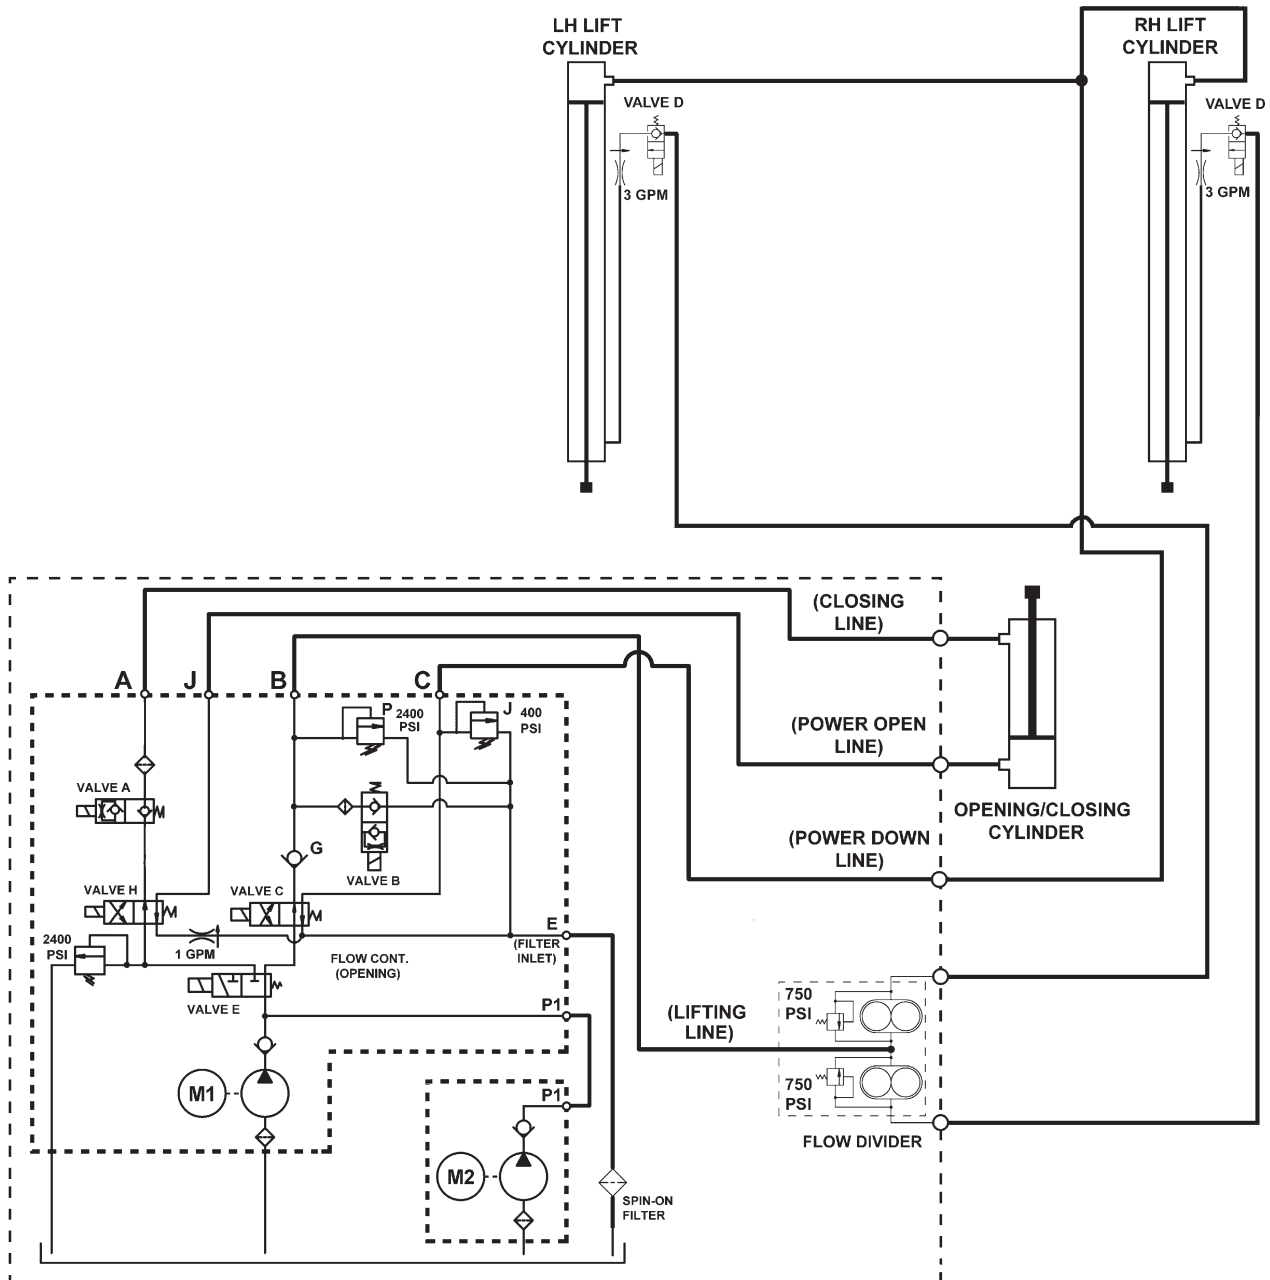 LH LIFT
CYLINDER
RH LIFT
CYLINDER
VALVE D
VALVE D
3 GPM
3 GPM
(CLOSING
LINE)
A
J
B
C
P
2400
PSI
J
400
PSI
(POWER OPEN
LINE)
VALVE A
OPENING/CLOSING
CYLINDER
(POWER DOWN
LINE)
G
VALVE B
VALVE H
VALVE C
E
(FILTER
INLET)
2400
PSI
1 GPM
FLOW CONT.
(OPENING)
VALVE E
P1
(LIFTING
LINE)
750
PSI
750
PSI
M1
P1
FLOW DIVIDER
M2
SPIN-ON
FILTER